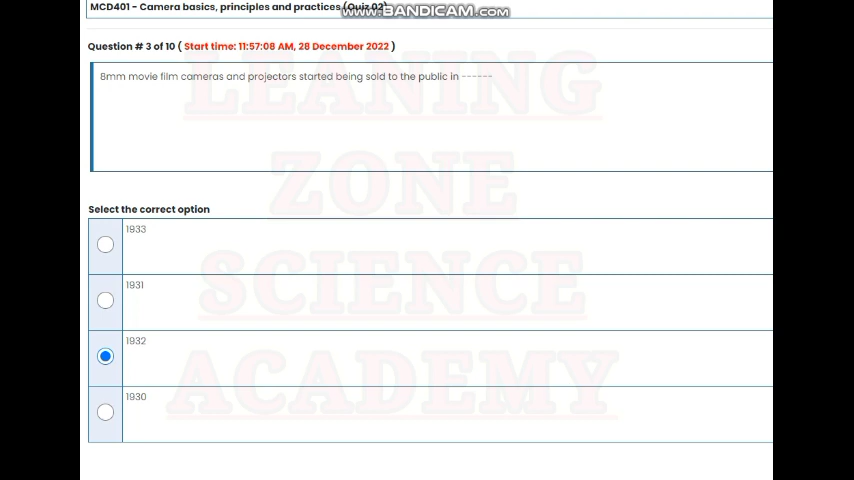 MCD401 - Camera basics, principles and practices (Quiz 02)
www.BANDICAM.com
Question # 3 of 10 ( Start time: 11:57:08 AM, 28 December 2022 )
8mm movie film cameras and projectors started being sold to the public in ------
LEANING
ZONE
SCIENCE
ACADEMY
Select the correct option
1933
1931
1932
1930